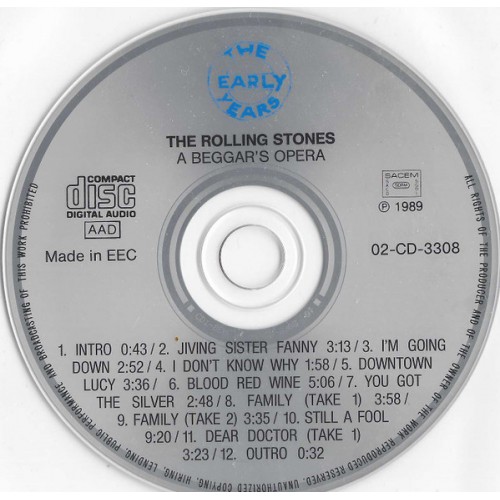 THE
EARLY
YEARS
THE ROLLING STONES
A BEGGAR'S OPERA
COMPACT
disc
DIGITAL AUDIO
AAD
Made in EEC
SACEM
℗ 1989
02-CD-3308
1. INTRO 0:43/2. JIVING SISTER FANNY 3:13/3. I'M GOING
DOWN 2:52/4. I DON'T KNOW WHY 1:58/5. DOWNTOWN
LUCY 3:36/ 6. BLOOD RED WINE 5:06/7. YOU GOT
THE SILVER 2:48/ 8. FAMILY (TAKE 1) 3:58/
9. FAMILY (TAKE 2) 3:35/10. STILL A FOOL
9:20/11. DEAR DOCTOR (TAKE 1)
3:23/12. OUTRO 0:32
ALL RIGHTS OF THE PRODUCER AND OF THE OWNER OF THE WORK REPRODUCED RESERVED. UNAUTHORIZED COPYING, HIRING, LENDING, PUBLIC PERFORMANCE AND BROADCASTING OF THIS WORK PROHIBITED